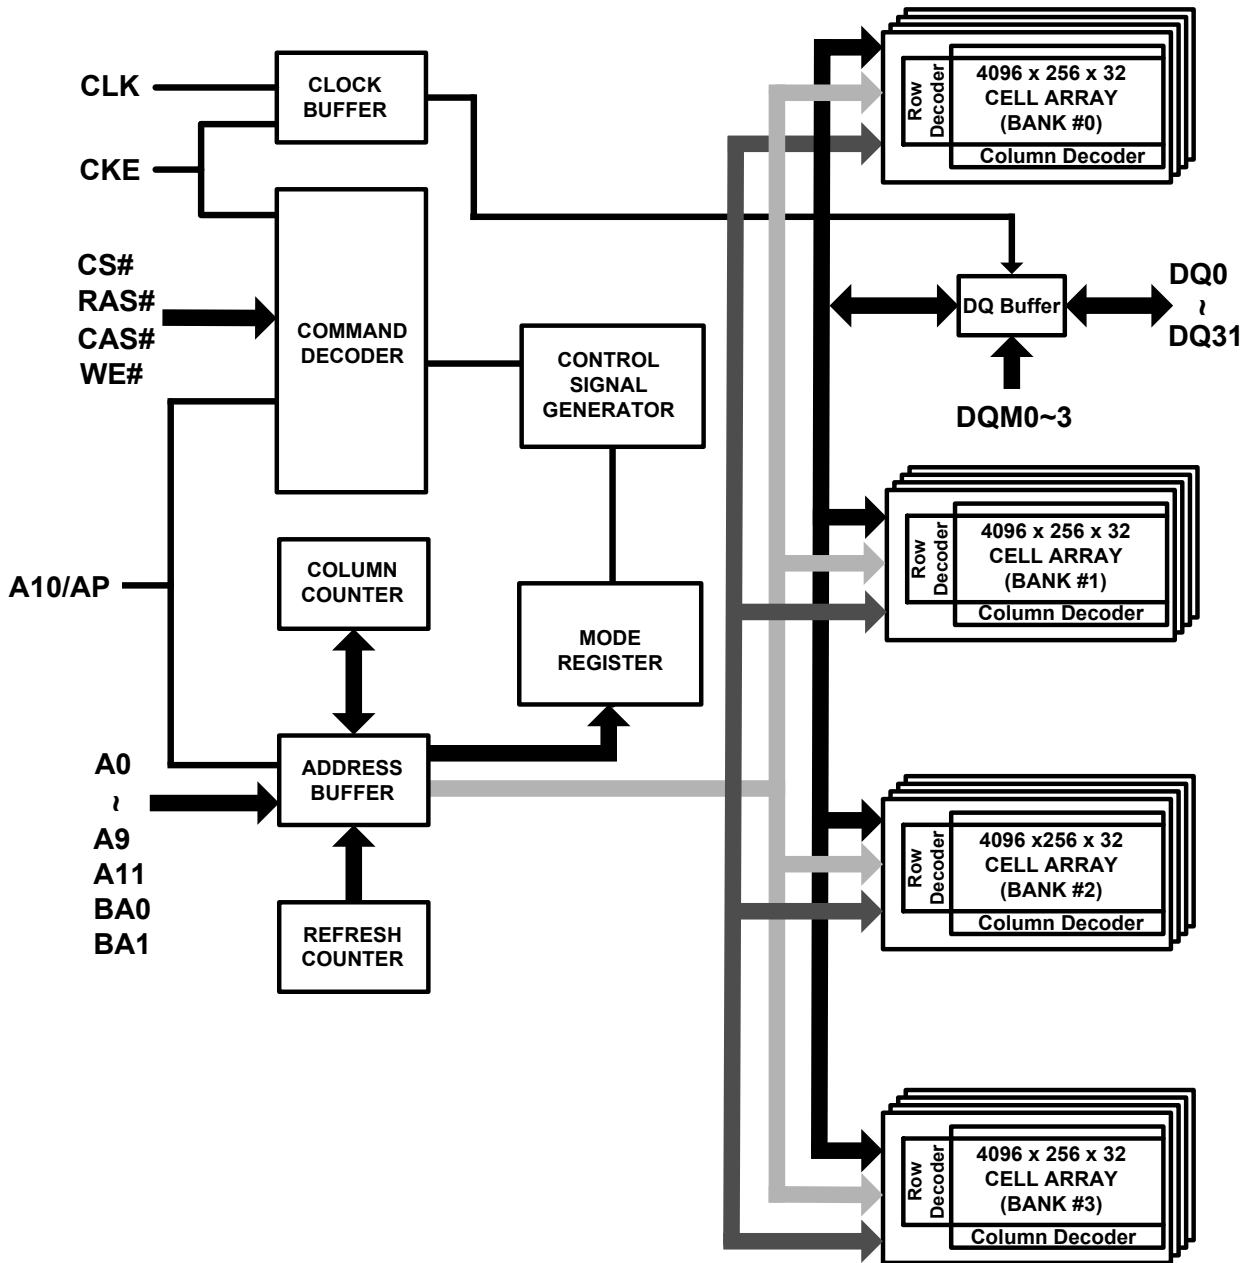 CLK
CKE
CS#
RAS#
CAS#
WE#
A10/AP
A0
~
A9
A11
BA0
BA1
CLOCK
BUFFER
COMMAND
DECODER
COLUMN
COUNTER
ADDRESS
BUFFER
REFRESH
COUNTER
CONTROL
SIGNAL
GENERATOR
MODE
REGISTER
Row
Decoder
4096 x 256 x 32
CELL ARRAY
(BANK #0)
Column Decoder
DQ Buffer
DQ0
~
DQ31
DQM0~3
Row
Decoder
4096 x 256 x 32
CELL ARRAY
(BANK #1)
Column Decoder
Row
Decoder
4096 x256 x 32
CELL ARRAY
(BANK #2)
Column Decoder
Row
Decoder
4096 x 256 x 32
CELL ARRAY
(BANK #3)
Column Decoder